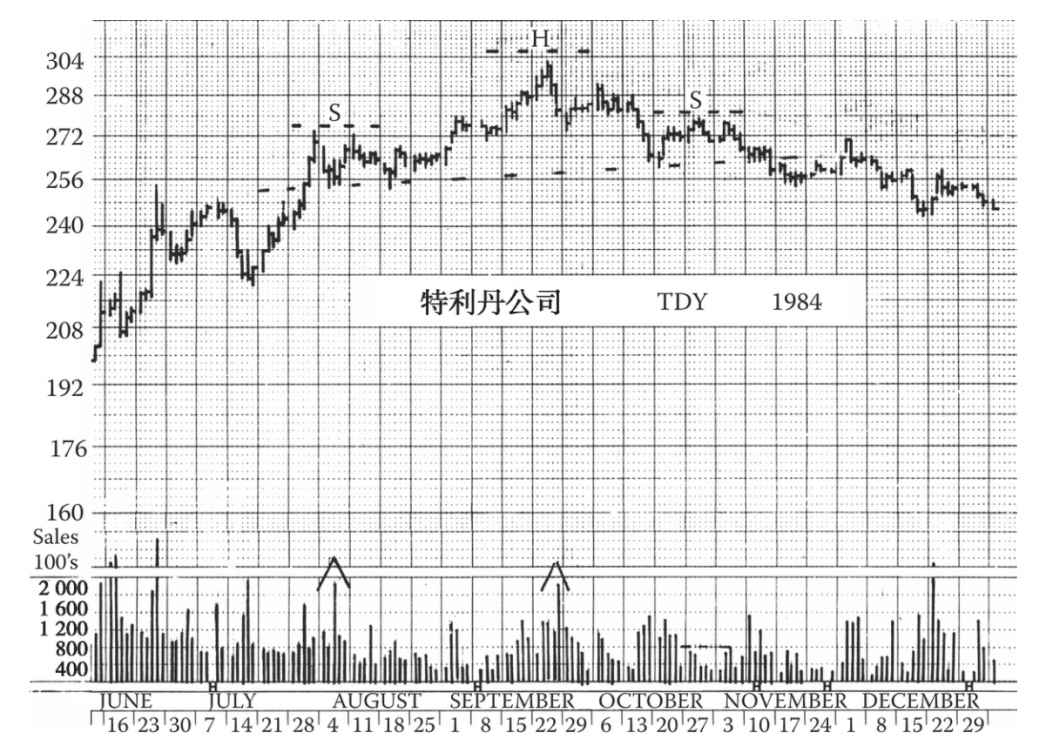 304
H
288
S
S
272
256
240
224
特利丹公司 TDY 1984
208
192
176
160
Sales
100's
2 000
1 600
1 200
800
400
JUNE JULY AUGUST SEPTEMBER OCTOBER NOVEMBER DECEMBER
16 23 30 7 14 21 28 4 11 18 25 1 8 15 22 29 6 13 20 27 3 10 17 24 1 8 15 22 29